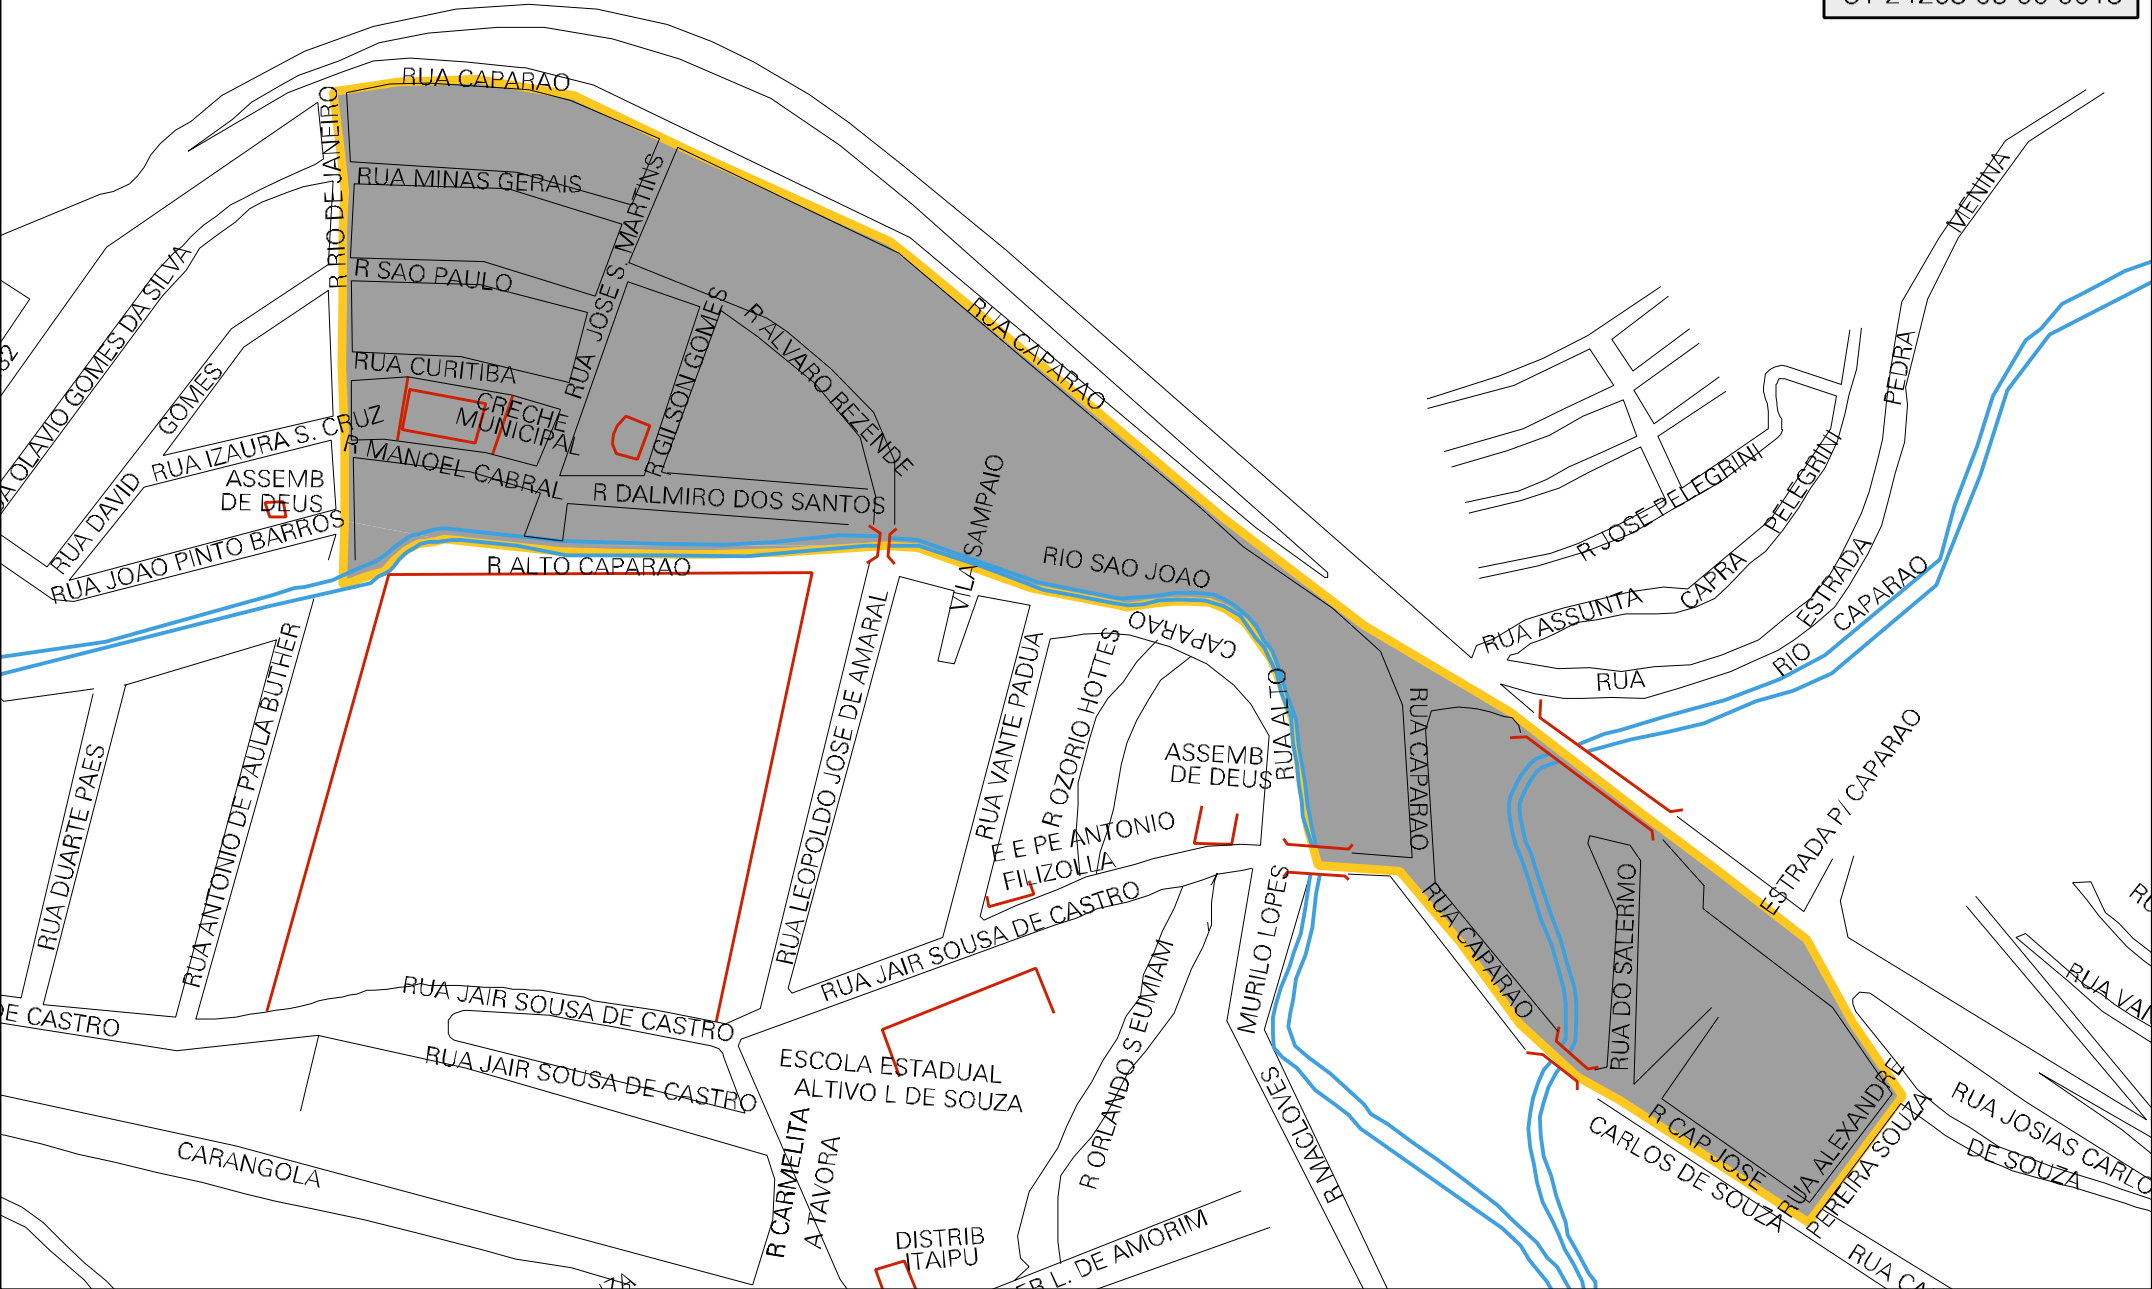 RUA CAPARAO
R RIO DE JANEIRO
RUA MINAS GERAIS
RUA JOSE S. MARTINS
R SAO PAULO
RUA OLAVIO GOMES DA SILVA
R GILSON GOMES
R ALVARO REZENDE
RUA CAPARAO
RUA CURITIBA
CRECHE
MUNICIPAL
RUA DAVID GOMES
RUA IZAURA S. CRUZ
R MANOEL CABRAL
ASSEMB
DE DEUS
R DALMIRO DOS SANTOS
VILA SAMPAIO
RUA JOAO PINTO BARROS
R ALTO CAPARAO
RIO SAO JOAO
RUA ALTO CAPARAO
MENINA
PEDRA
ESTRADA
R JOSE PELEGRINI
PELEGRINI
CAPRA
RUA ASSUNTA
RUA
RIO
CAPARAO
ESTRADA P/ CAPARAO
RUA DUARTE PAES
RUA ANTONIO DE PAULA BUTHER
RUA LEOPOLDO JOSE DE AMARAL
RUA VANTE PADUA
R OZORIO HOTTES
ASSEMB
DE DEUS
RUA CAPARAO
E E PE ANTONIO
FILIZOLLA
RUA JAIR SOUSA DE CASTRO
MURILO LOPES
RUA CAPARAO
RUA DO SALERMO
RUA JAIR SOUSA DE CASTRO
DE CASTRO
RUA JAIR SOUSA DE CASTRO
ESCOLA ESTADUAL
ALTIVO L DE SOUZA
R ORLANDO S EUMIAM
R MACLOVES
R CAP JOSE
CARLOS DE SOUZA
RUA ALEXANDRE
PEREIRA SOUZA
RUA JOSIAS CARLO
DE SOUZA
RUA VAN
CARANGOLA
R CARMELITA
A TAVORA
DISTRIB
ITAIPU
ER L. DE AMORIM
RUA CA